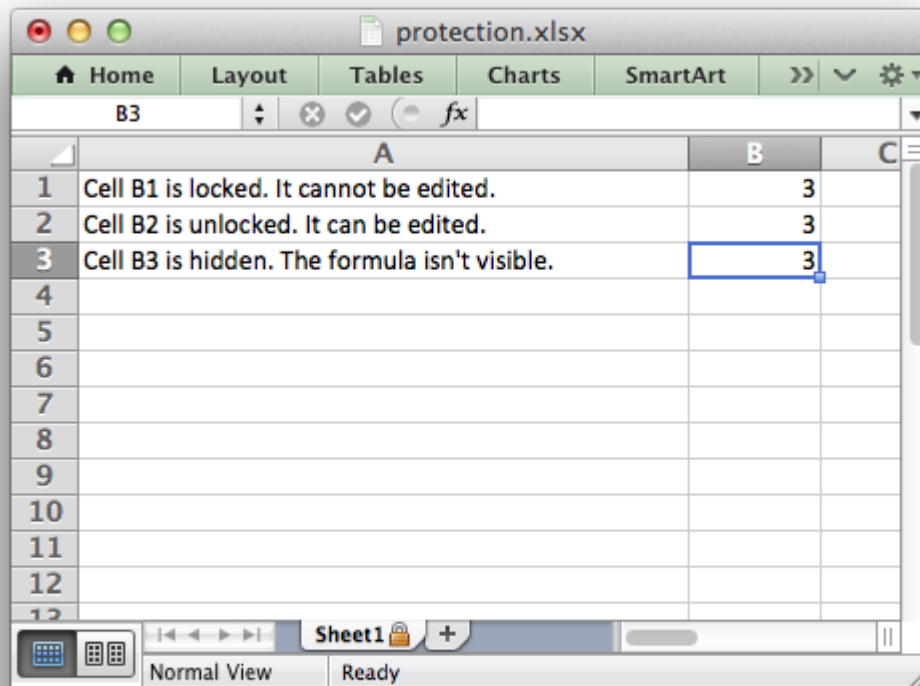 protection.xlsx
Home Layout Tables Charts SmartArt
B3 fx
A B C
1 Cell B1 is locked. It cannot be edited. 3
2 Cell B2 is unlocked. It can be edited. 3
3 Cell B3 is hidden. The formula isn't visible. 3
4
5
6
7
8
9
10
11
12
13
Sheet1 +
Normal View Ready